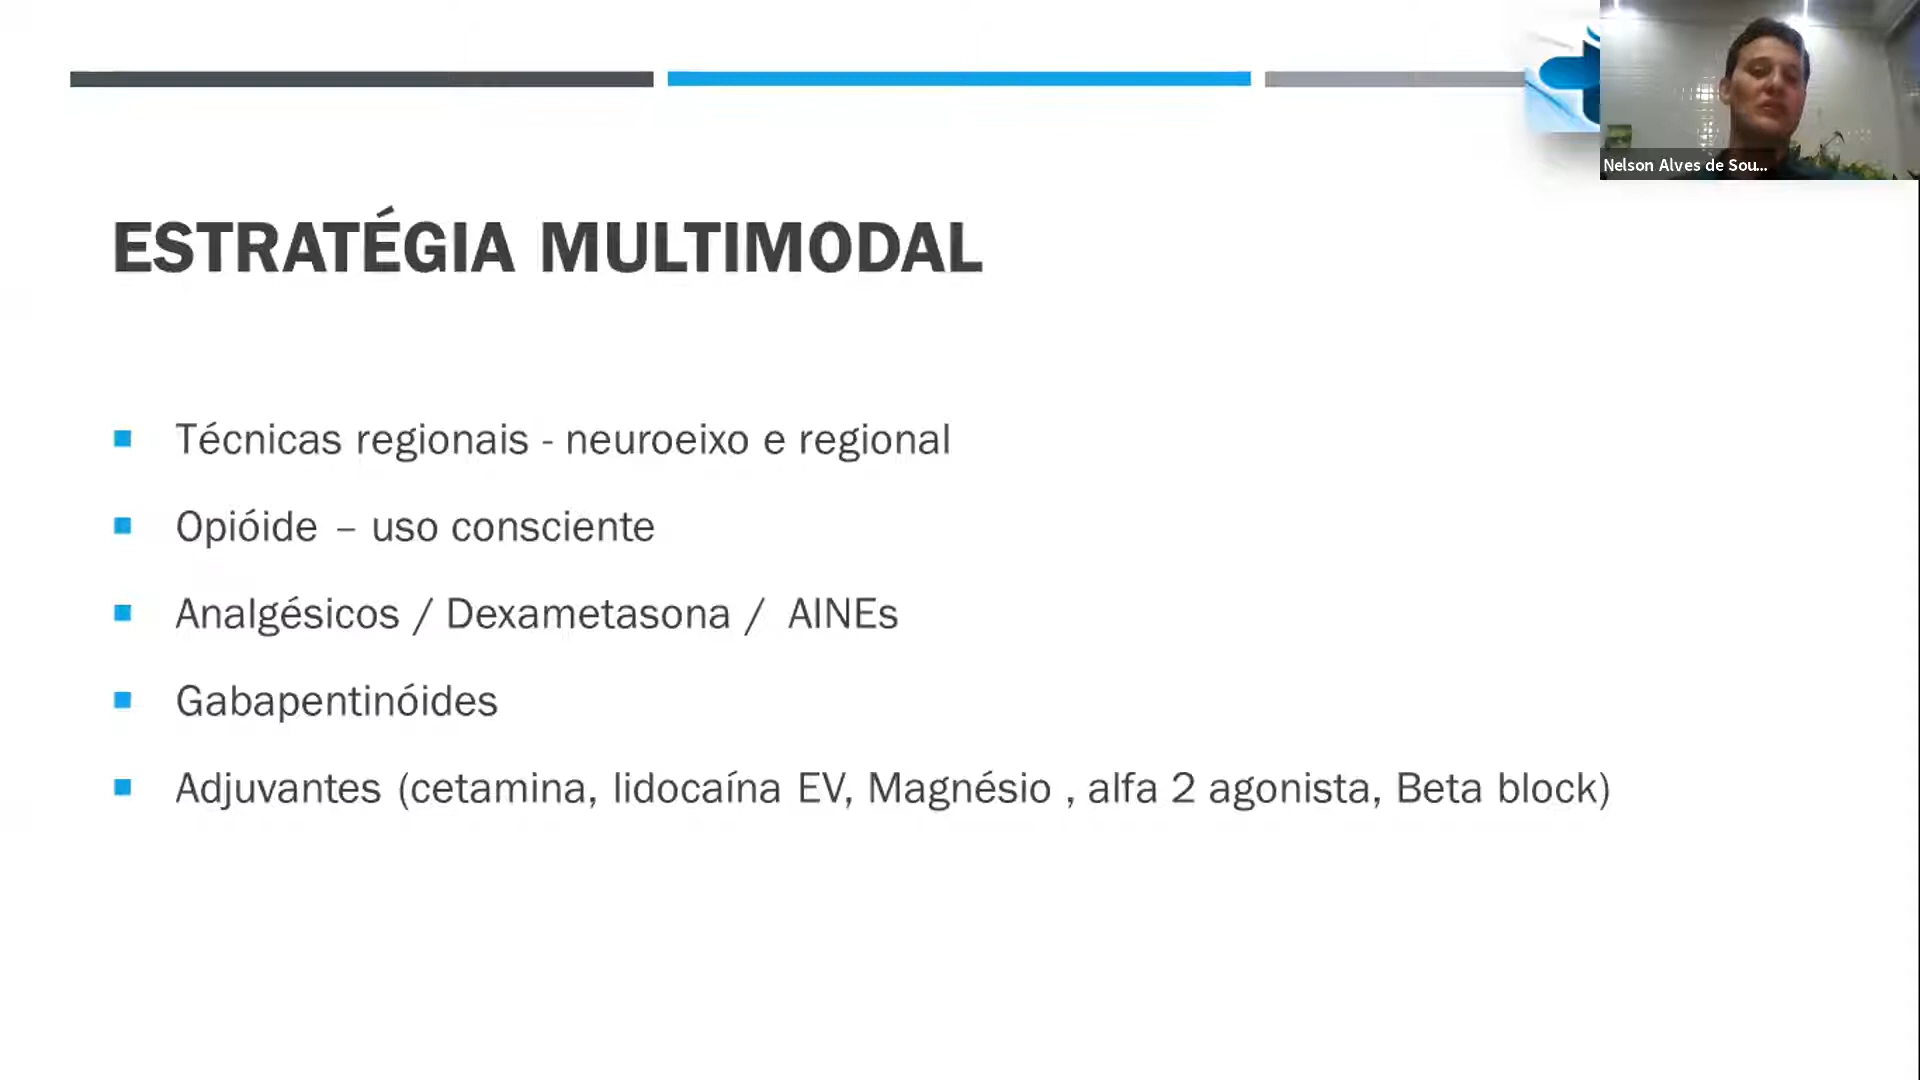 Nelson Alves de Sou...
ESTRATÉGIA MULTIMODAL
Técnicas regionais - neuroeixo e regional
Opióide – uso consciente
Analgésicos / Dexametasona / AINEs
Gabapentinóides
Adjuvantes (cetamina, lidocaína EV, Magnésio , alfa 2 agonista, Beta block)